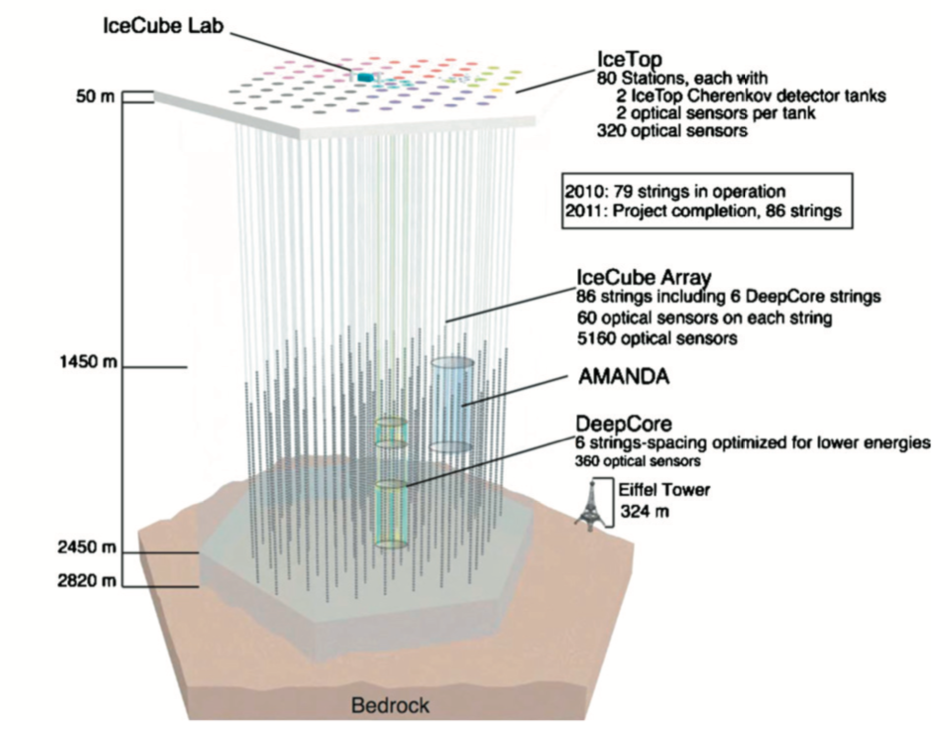 IceCube Lab
IceTop
80 Stations, each with
2 IceTop Cherenkov detector tanks
2 optical sensors per tank
320 optical sensors
50 m
2010: 79 strings in operation
2011: Project completion, 86 strings
IceCube Array
86 strings including 6 DeepCore strings
60 optical sensors on each string
5160 optical sensors
1450 m
AMANDA
DeepCore
6 strings-spacing optimized for lower energies
360 optical sensors
Eiffel Tower
324 m
2450 m
2820 m
Bedrock